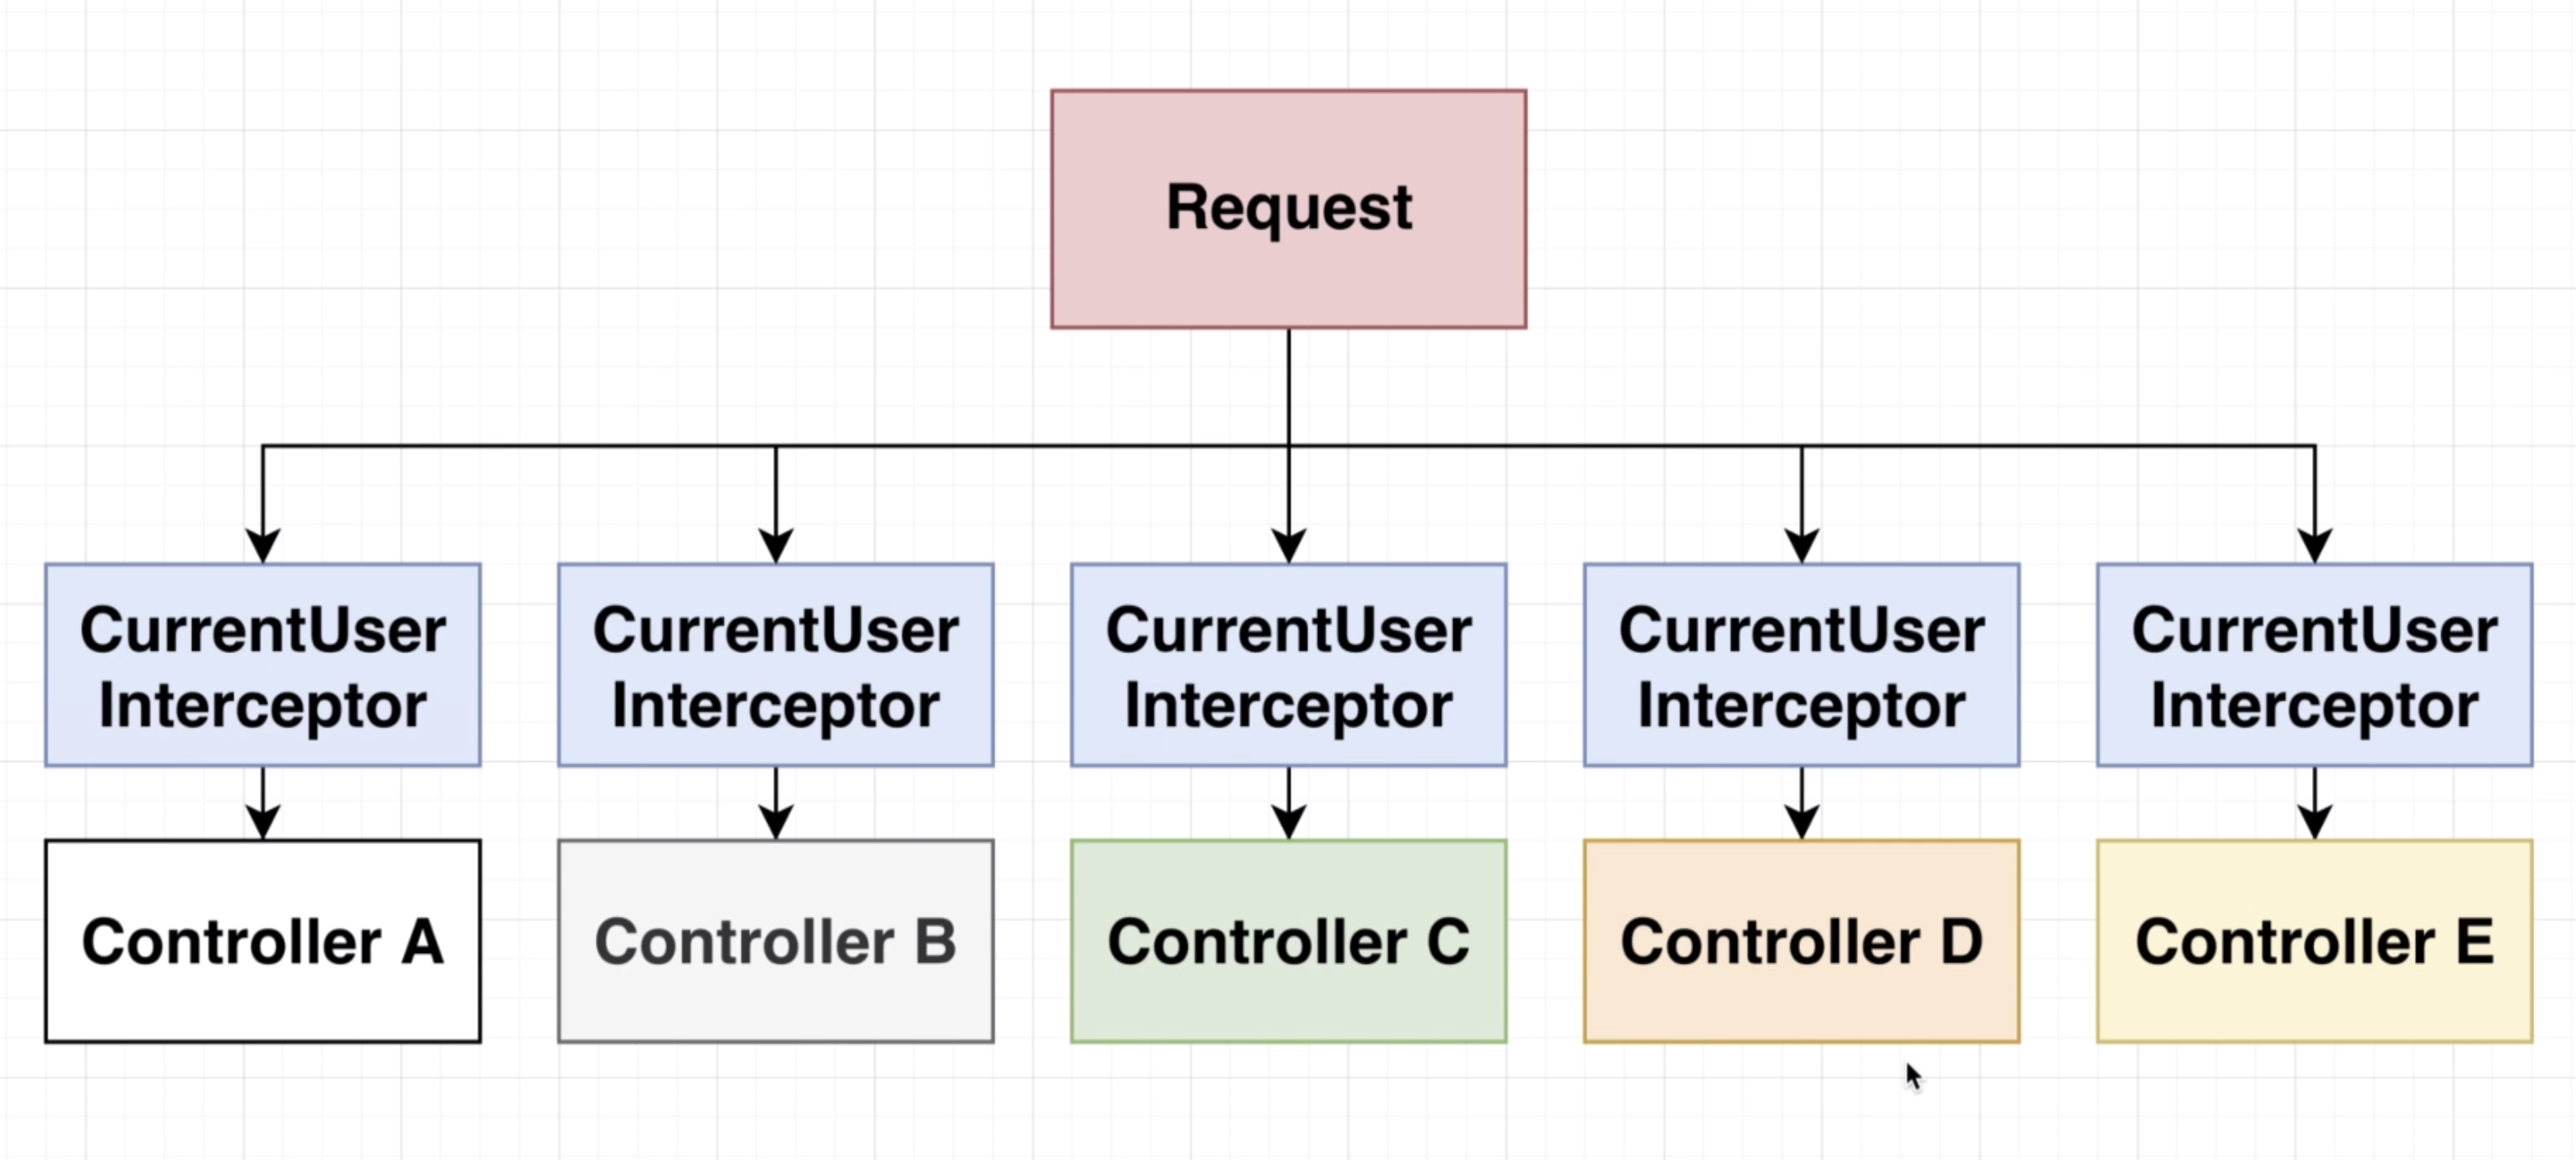 Request
CurrentUser
Interceptor
CurrentUser
Interceptor
CurrentUser
Interceptor
CurrentUser
Interceptor
CurrentUser
Interceptor
Controller A
Controller B
Controller C
Controller D
Controller E